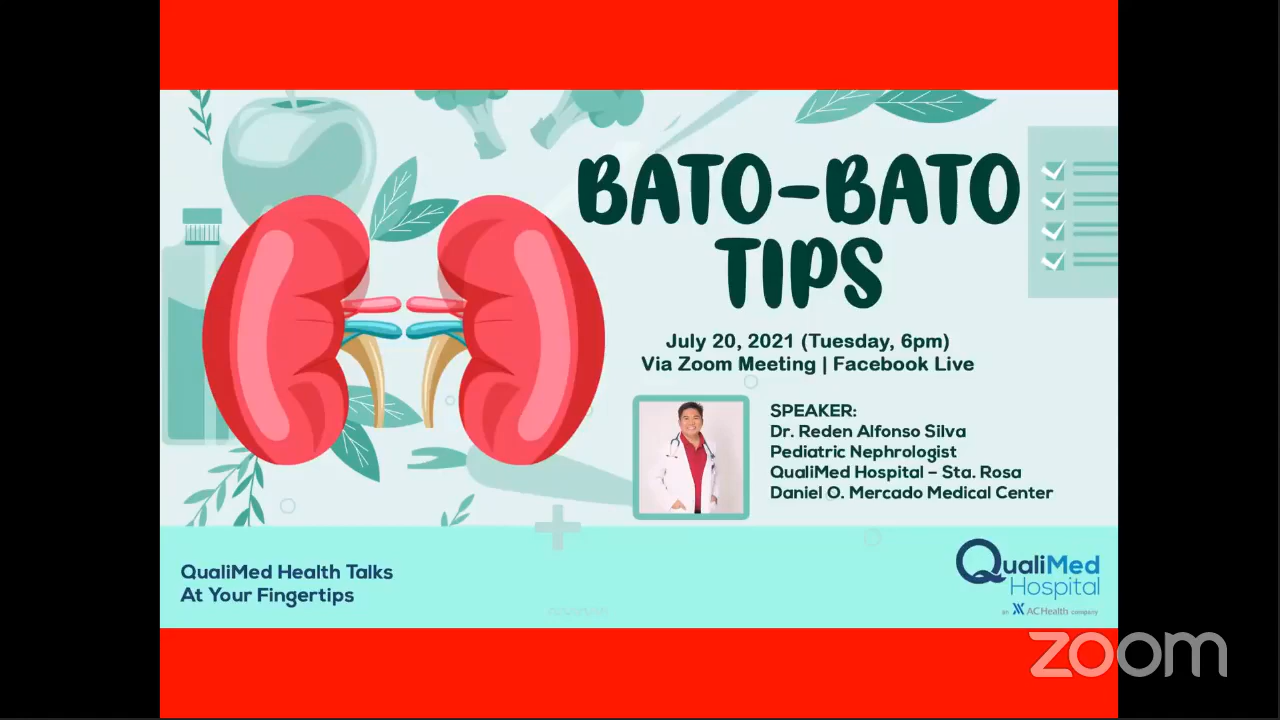 BATO-BATO
TIPS
July 20, 2021 (Tuesday, 6pm)
Via Zoom Meeting | Facebook Live
SPEAKER:
Dr. Reden Alfonso Silva
Pediatric Nephrologist
QualiMed Hospital – Sta. Rosa
Daniel O. Mercado Medical Center
QualiMed Health Talks
At Your Fingertips
QualiMed
Hospital
an AC Health company
zoom